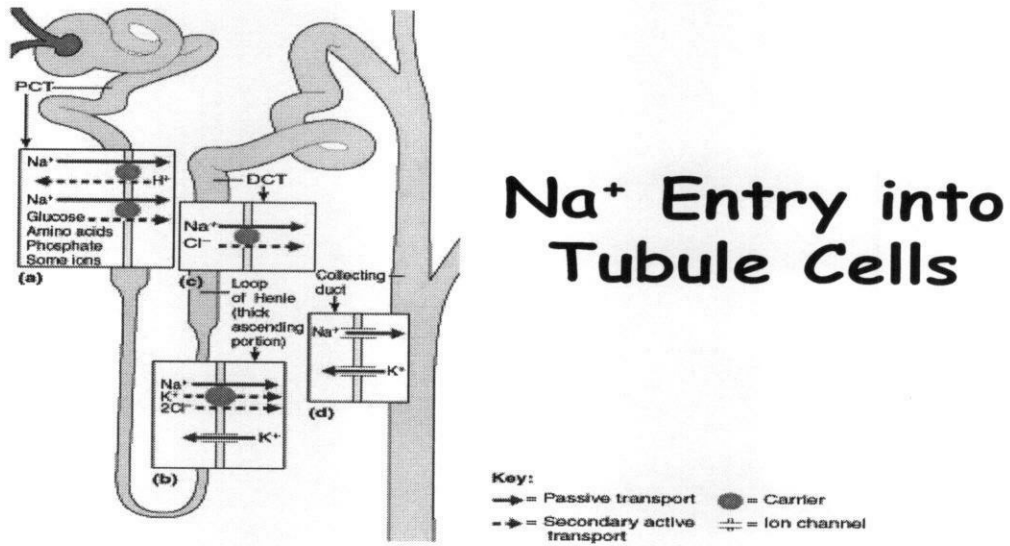 PCT
Na⁺
H⁺
Na⁺
Glucose
Amino acids
Phosphate
Some ions
(a)
DCT
Na⁺
Cl⁻
(c)
Loop
of Henle
(thick
ascending
portion)
Na⁺
K⁺
2Cl⁻
K⁺
(b)
Collecting
duct
Na⁺
K⁺
(d)
Na⁺ Entry into
Tubule Cells
Key:
= Passive transport
= Carrier
= Secondary active
transport
= Ion channel